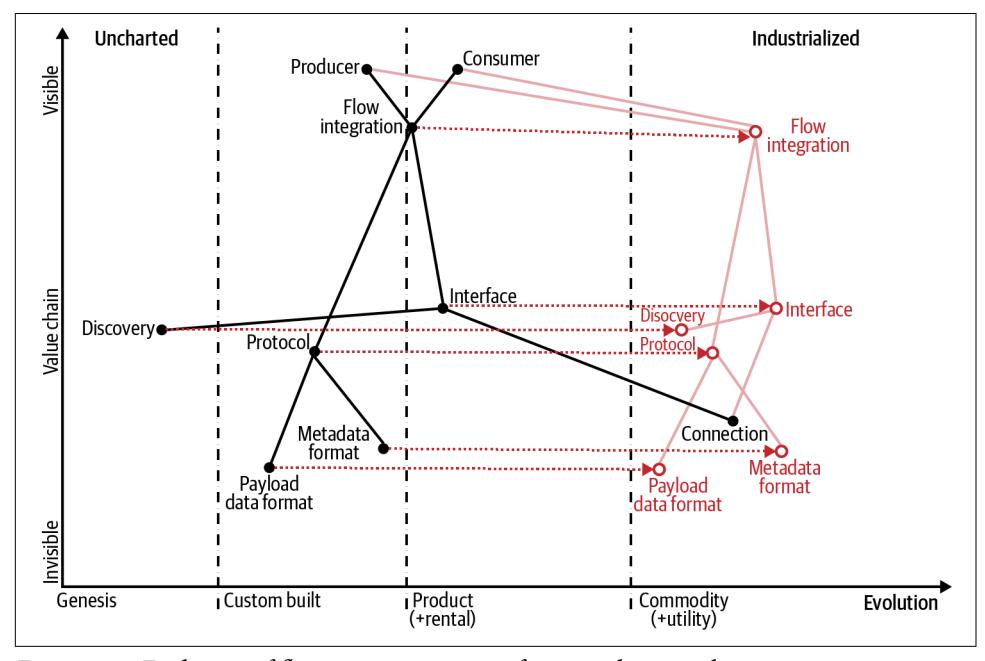 Uncharted
Industrialized
Visible
Value chain
Invisible
Producer
Consumer
Flow
integration
Flow
integration
Interface
Interface
Discovery
Disocvery
Protocol
Protocol
Metadata
format
Connection
Metadata
format
Payload
data format
Payload
data format
Genesis
Custom built
Product
(+rental)
Commodity
(+utility)
Evolution